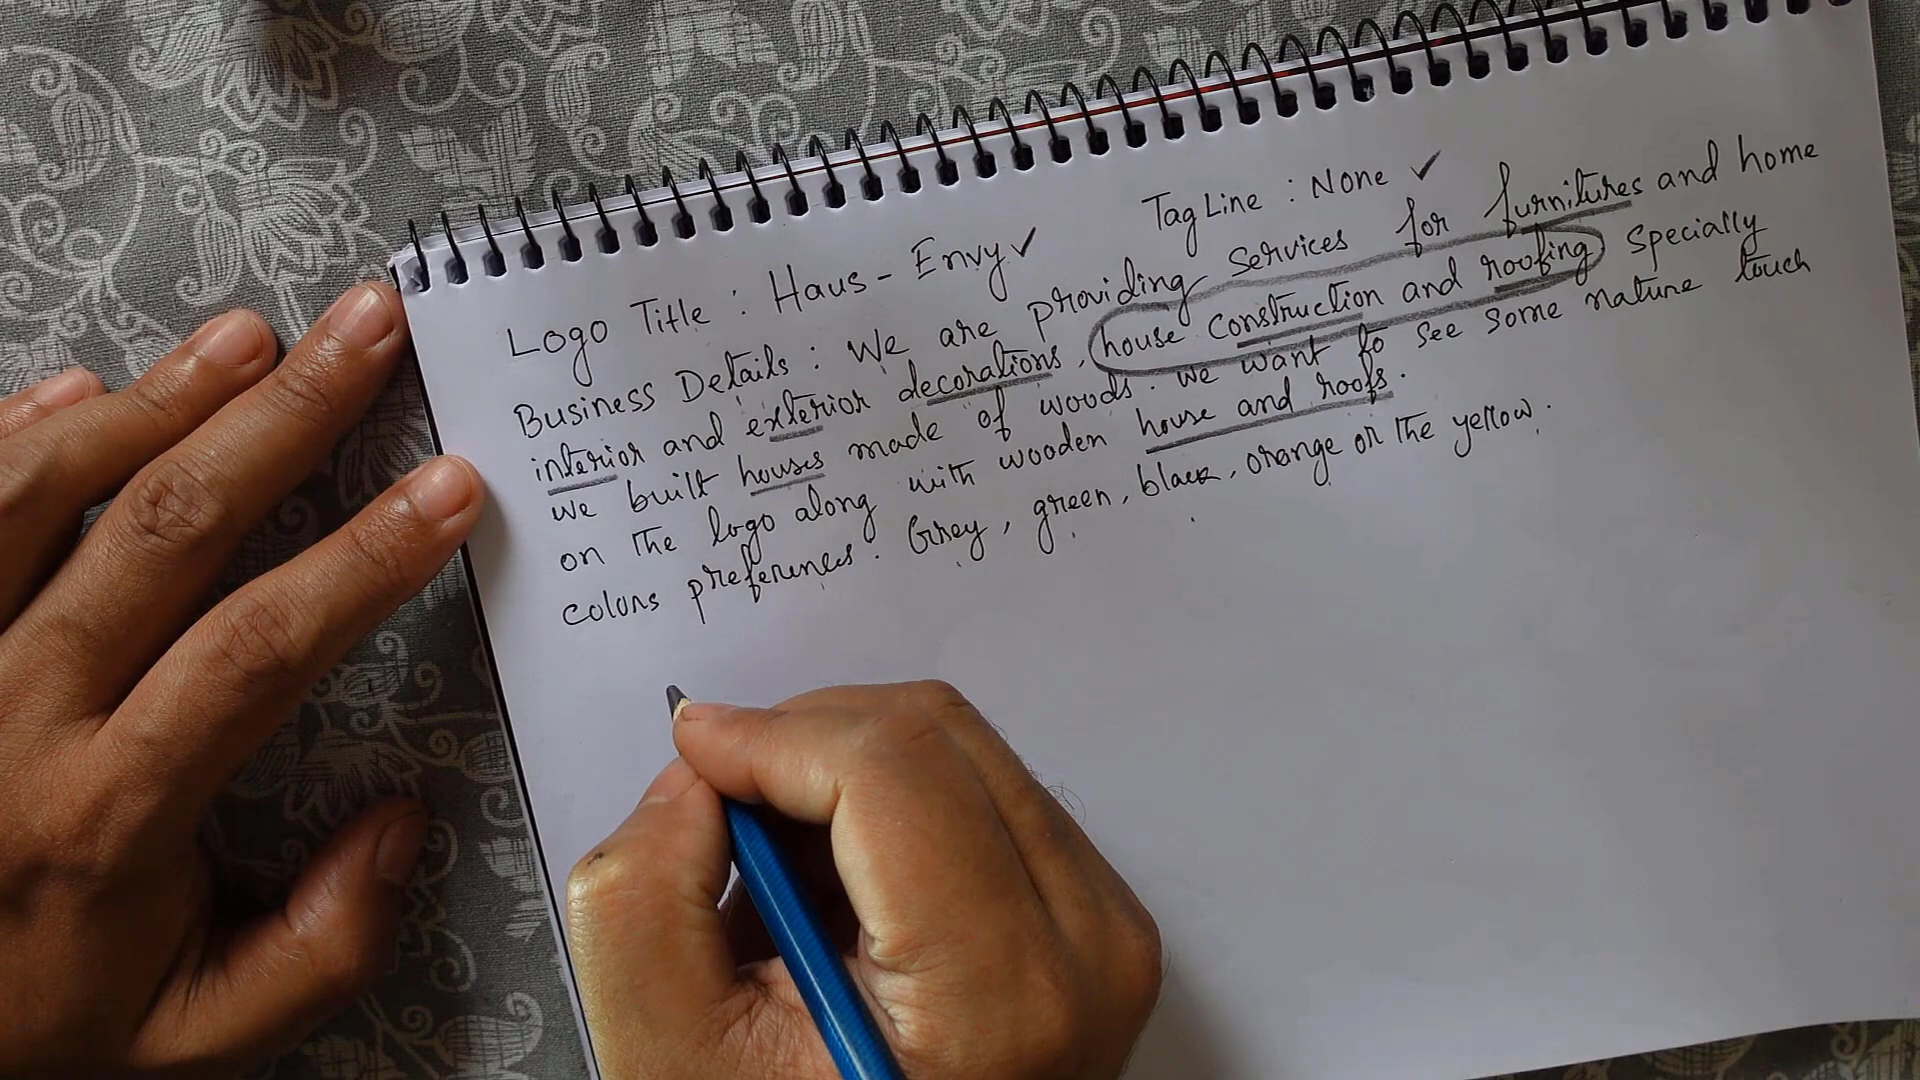 Logo Title : Haus - Envy ✓ Tag Line : None ✓
Business Details : We are providing services for furnitures and home
interior and exterior decorations, house construction and roofing specially
we built houses made of woods. we want to see some nature touch
on the logo along with wooden house and roofs.
colors preferences. Grey, green, black, orange or the yellow.